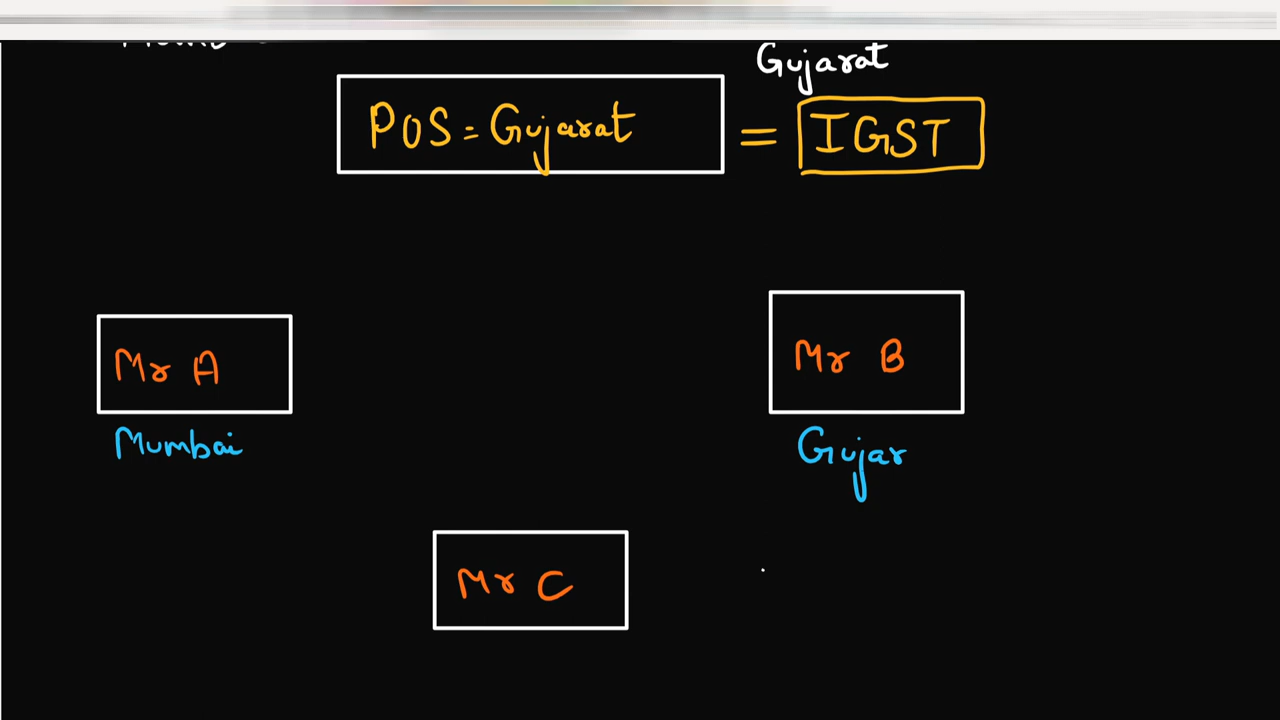 Gujarat
POS = Gujarat = IGST
Mr A
Mr B
Mumbai
Gujar
Mr C